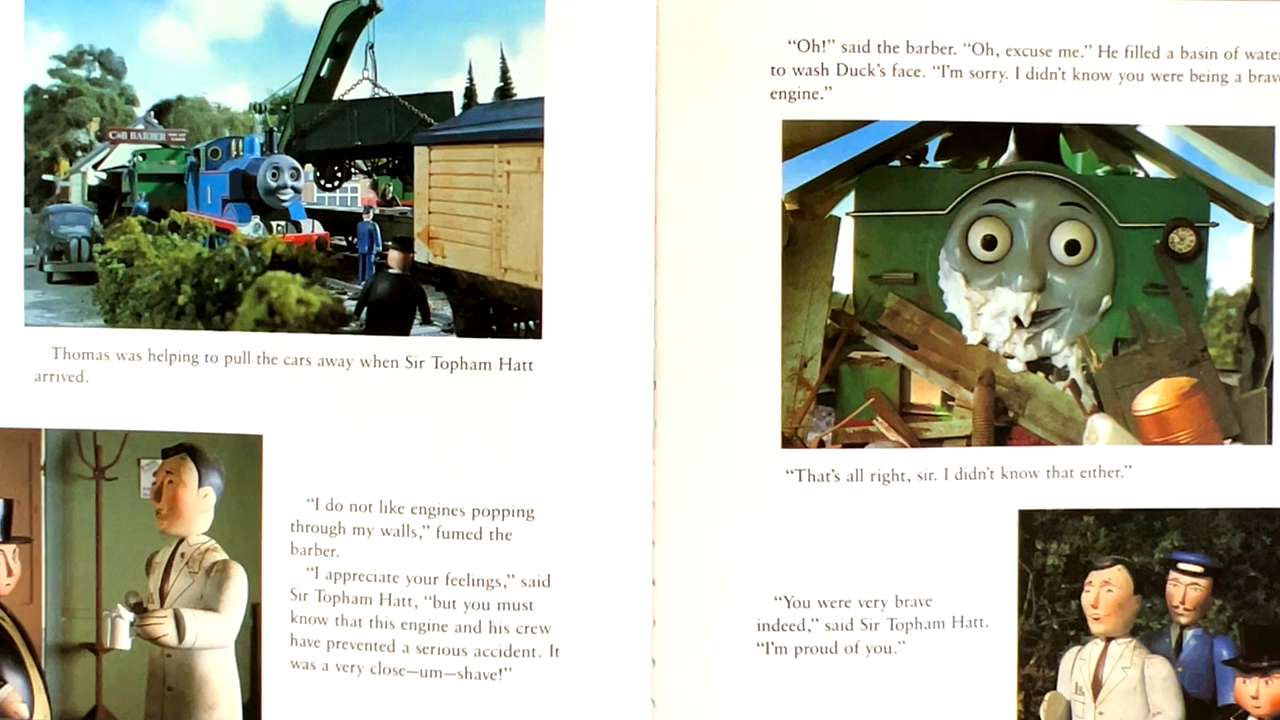 CUT BARBER
Thomas was helping to pull the cars away when Sir Topham Hatt
arrived.
"I do not like engines popping
through my walls," fumed the
barber.
"I appreciate your feelings," said
Sir Topham Hatt, "but you must
know that this engine and his crew
have prevented a serious accident. It
was a very close—um—shave!"
"Oh!" said the barber. "Oh, excuse me." He filled a basin of water
to wash Duck's face. "I'm sorry. I didn't know you were being a brave
engine."
"That's all right, sir. I didn't know that either."
"You were very brave
indeed," said Sir Topham Hatt.
"I'm proud of you."